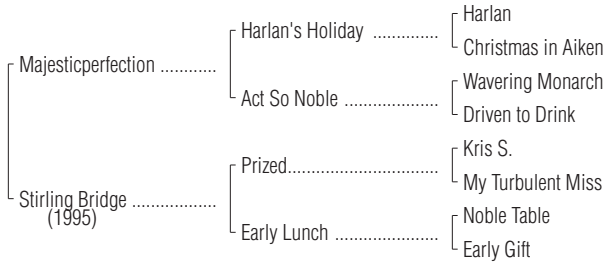 Harlan
Harlan's Holiday ..............
Christmas in Aiken
Majesticperfection ............
Wavering Monarch
Act So Noble ....................
Driven to Drink
Kris S.
Prized................................
My Turbulent Miss
Stirling Bridge ..................
(1995)
Noble Table
Early Lunch ......................
Early Gift